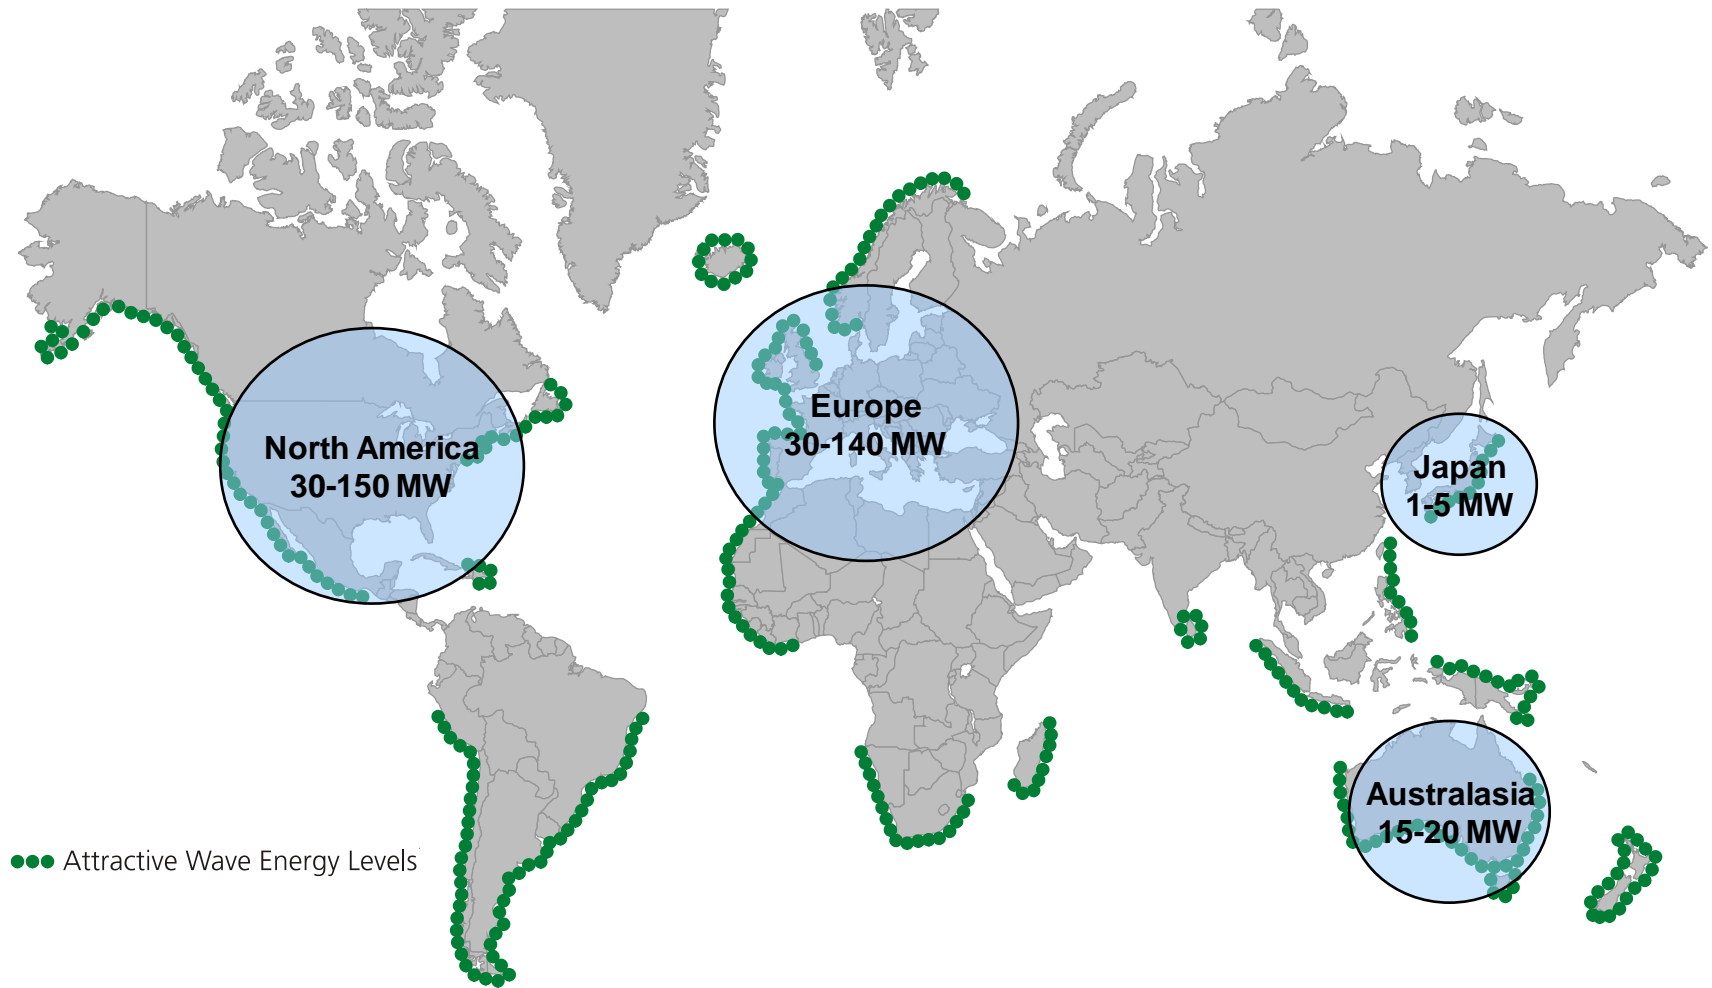 Europe
30-140 MW
North America
30-150 MW
Japan
1-5 MW
Australasia
15-20 MW
Attractive Wave Energy Levels